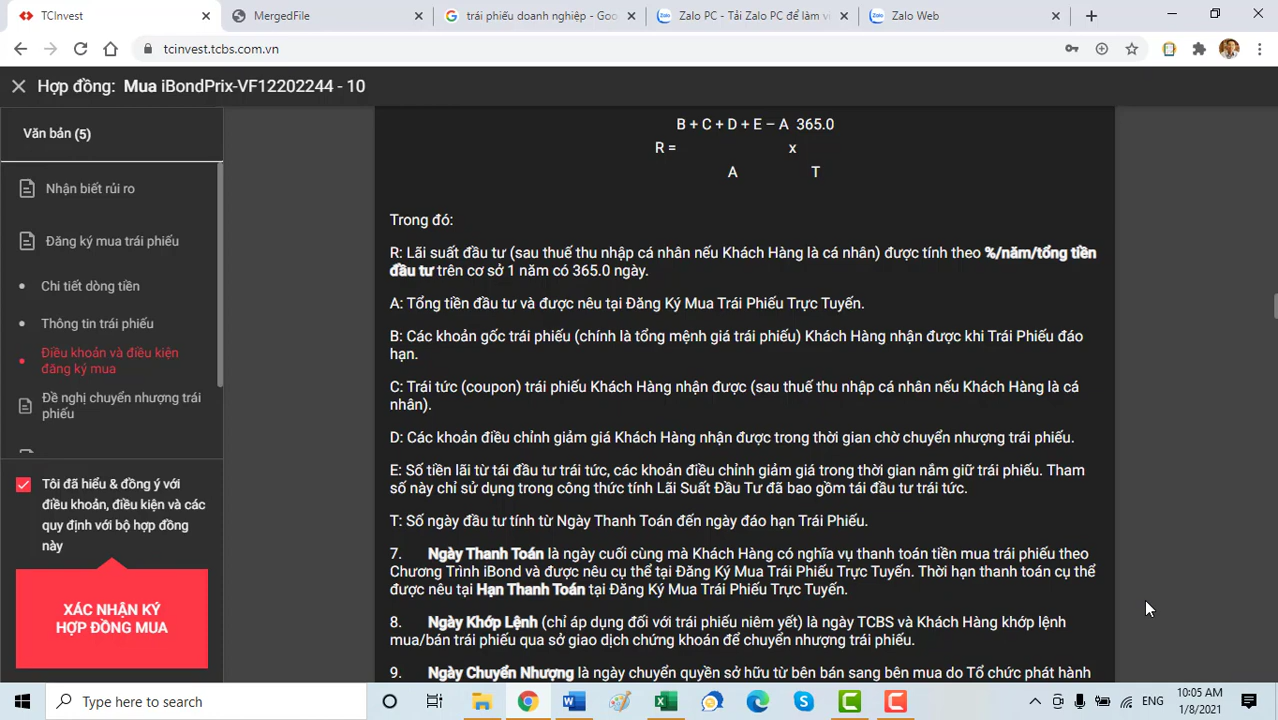 TCInvest
MergedFile
trái phiếu doanh nghiệp - Goo
Zalo PC - Tải Zalo PC để làm vi
Zalo Web
tcinvest.tcbs.com.vn
Hợp đồng: Mua iBondPrix-VF12202244 - 10
Văn bản (5)
Nhận biết rủi ro
Đăng ký mua trái phiếu
Chi tiết dòng tiền
Thông tin trái phiếu
Điều khoản và điều kiện
đăng ký mua
Đề nghị chuyển nhượng trái
phiếu
Tôi đã hiểu & đồng ý với
điều khoản, điều kiện và các
quy định với bộ hợp đồng
này
XÁC NHẬN KÝ
HỢP ĐỒNG MUA
B + C + D + E – A 365.0
R = x
A T
Trong đó:
R: Lãi suất đầu tư (sau thuế thu nhập cá nhân nếu Khách Hàng là cá nhân) được tính theo %/năm/tổng tiền
đầu tư trên cơ sở 1 năm có 365.0 ngày.
A: Tổng tiền đầu tư và được nêu tại Đăng Ký Mua Trái Phiếu Trực Tuyến.
B: Các khoản gốc trái phiếu (chính là tổng mệnh giá trái phiếu) Khách Hàng nhận được khi Trái Phiếu đáo
hạn.
C: Trái tức (coupon) trái phiếu Khách Hàng nhận được (sau thuế thu nhập cá nhân nếu Khách Hàng là cá
nhân).
D: Các khoản điều chỉnh giảm giá Khách Hàng nhận được trong thời gian chờ chuyển nhượng trái phiếu.
E: Số tiền lãi từ tái đầu tư trái tức, các khoản điều chỉnh giảm giá trong thời gian nắm giữ trái phiếu. Tham
số này chỉ sử dụng trong công thức tính Lãi Suất Đầu Tư đã bao gồm tái đầu tư trái tức.
T: Số ngày đầu tư tính từ Ngày Thanh Toán đến ngày đáo hạn Trái Phiếu.
7. Ngày Thanh Toán là ngày cuối cùng mà Khách Hàng có nghĩa vụ thanh toán tiền mua trái phiếu theo
Chương Trình iBond và được nêu cụ thể tại Đăng Ký Mua Trái Phiếu Trực Tuyến. Thời hạn thanh toán cụ thể
được nêu tại Hạn Thanh Toán tại Đăng Ký Mua Trái Phiếu Trực Tuyến.
8. Ngày Khớp Lệnh (chỉ áp dụng đối với trái phiếu niêm yết) là ngày TCBS và Khách Hàng khớp lệnh
mua/bán trái phiếu qua sở giao dịch chứng khoán để chuyển nhượng trái phiếu.
9. Ngày Chuyển Nhượng là ngày chuyển quyền sở hữu từ bên bán sang bên mua do Tổ chức phát hành
Type here to search
ENG
10:05 AM
1/8/2021